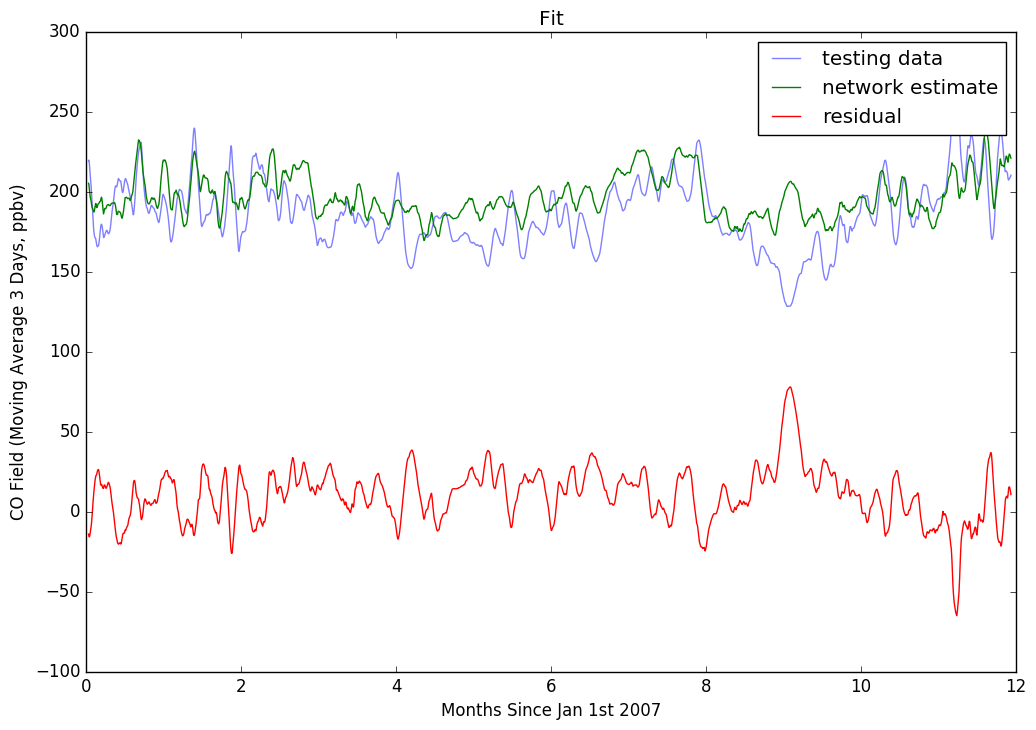 Fit
300
250
200
150
100
50
0
−50
−100
CO Field (Moving Average 3 Days, ppbv)
testing data
network estimate
residual
0 2 4 6 8 10 12
Months Since Jan 1st 2007